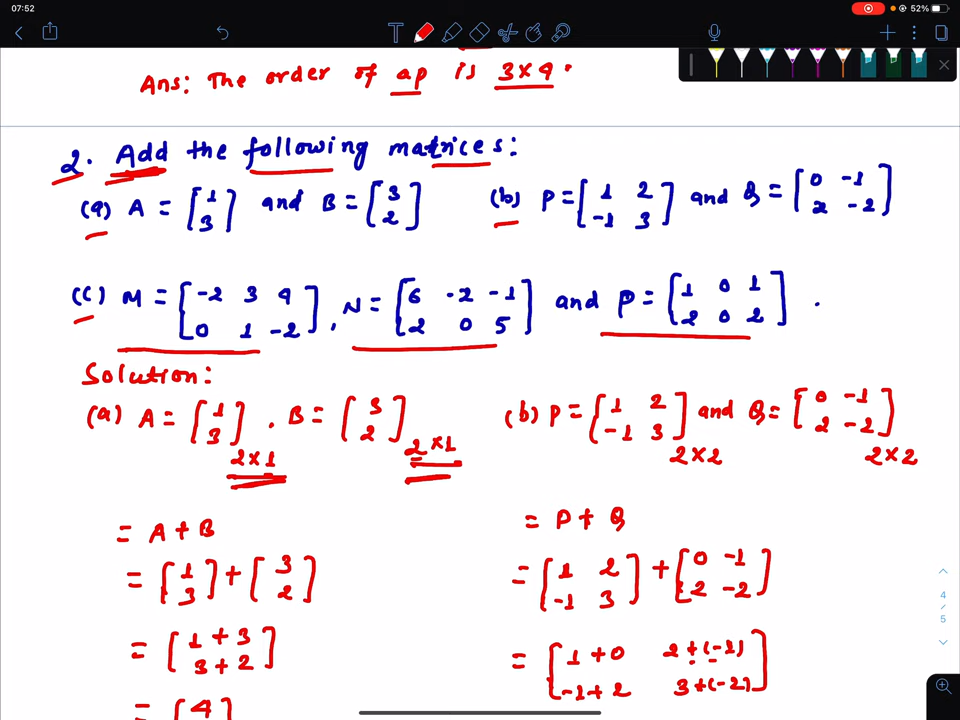 07:52
52%
Ans: The order of ap is 3×4.
2. Add the following matrices:
(a) A = [1 3] and B = [3 2] (b) P = [1 2 -1 3] and Q = [0 -1 2 -2]
(c) M = [-2 3 4 0 1 -2], N = [6 -2 -1 2 0 5] and P = [1 0 1 2 0 2].
Solution:
(a) A = [1 3], B = [3 2] (b) P = [1 2 -1 3] and Q = [0 -1 2 -2]
2×1 2×1 2×2 2×2
= A + B = P + Q
= [1 3] + [3 2] = [1 2 -1 3] + [0 -1 2 -2]
= [1+3 3+2] = [1+0 2+(-1) -1+2 3+(-2)]
= [4
4
/
5